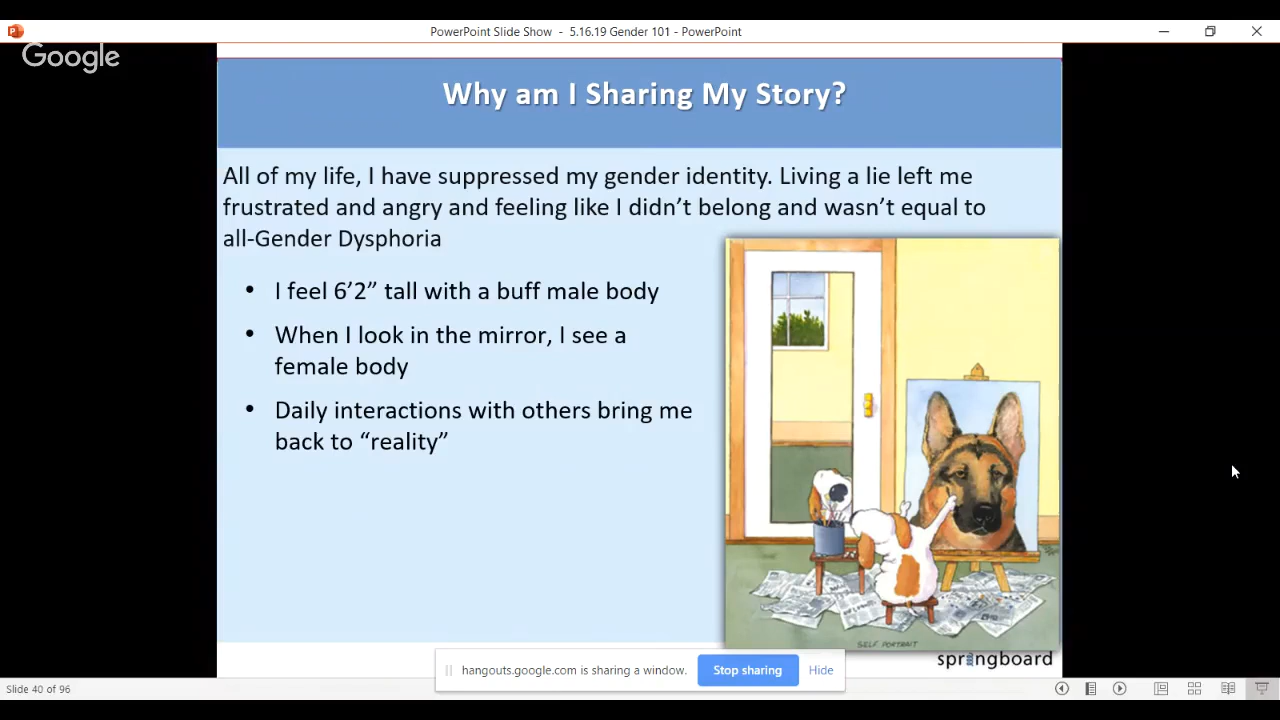 PowerPoint Slide Show - 5.16.19 Gender 101 - PowerPoint
Google
Why am I Sharing My Story?
All of my life, I have suppressed my gender identity. Living a lie left me
frustrated and angry and feeling like I didn’t belong and wasn’t equal to
all-Gender Dysphoria
• I feel 6’2” tall with a buff male body
• When I look in the mirror, I see a
female body
• Daily interactions with others bring me
back to “reality”
SELF PORTRAIT
springboard
hangouts.google.com is sharing a window.
Stop sharing
Hide
Slide 40 of 96